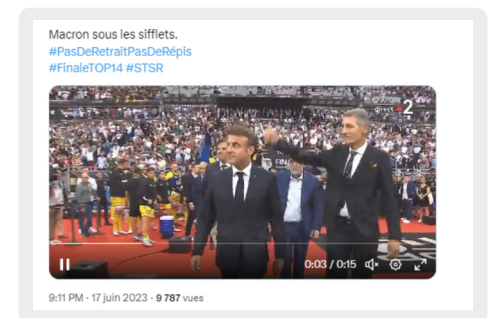 Macron sous les sifflets.
#PasDeRetraitPasDeRépis
#FinaleTOP14 #STSR
direct 2
FIN
0:03 / 0:15
9:11 PM · 17 juin 2023 · 9 787 vues